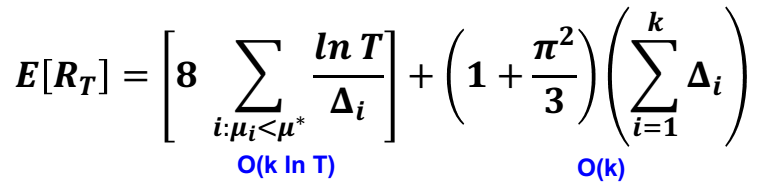 E[R_T] = [8 ∑_{i:μ_i<μ*} ln T / Δ_i] + (1 + π² / 3) (∑_{i=1}^{k} Δ_i)
O(k ln T) O(k)